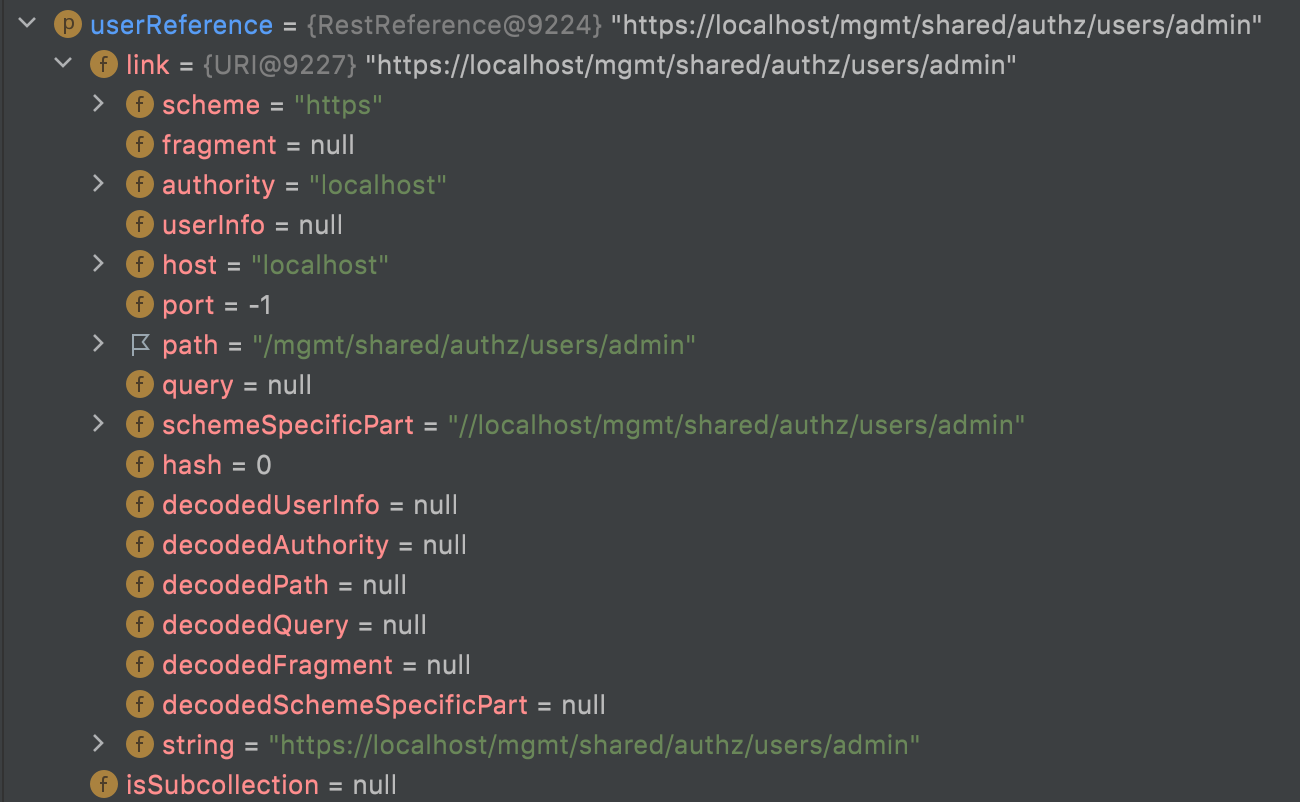 p userReference = {RestReference@9224} "https://localhost/mgmt/shared/authz/users/admin"
f link = {URI@9227} "https://localhost/mgmt/shared/authz/users/admin"
f scheme = "https"
f fragment = null
f authority = "localhost"
f userInfo = null
f host = "localhost"
f port = -1
path = "/mgmt/shared/authz/users/admin"
f query = null
f schemeSpecificPart = "//localhost/mgmt/shared/authz/users/admin"
f hash = 0
f decodedUserInfo = null
f decodedAuthority = null
f decodedPath = null
f decodedQuery = null
f decodedFragment = null
f decodedSchemeSpecificPart = null
f string = "https://localhost/mgmt/shared/authz/users/admin"
f isSubcollection = null